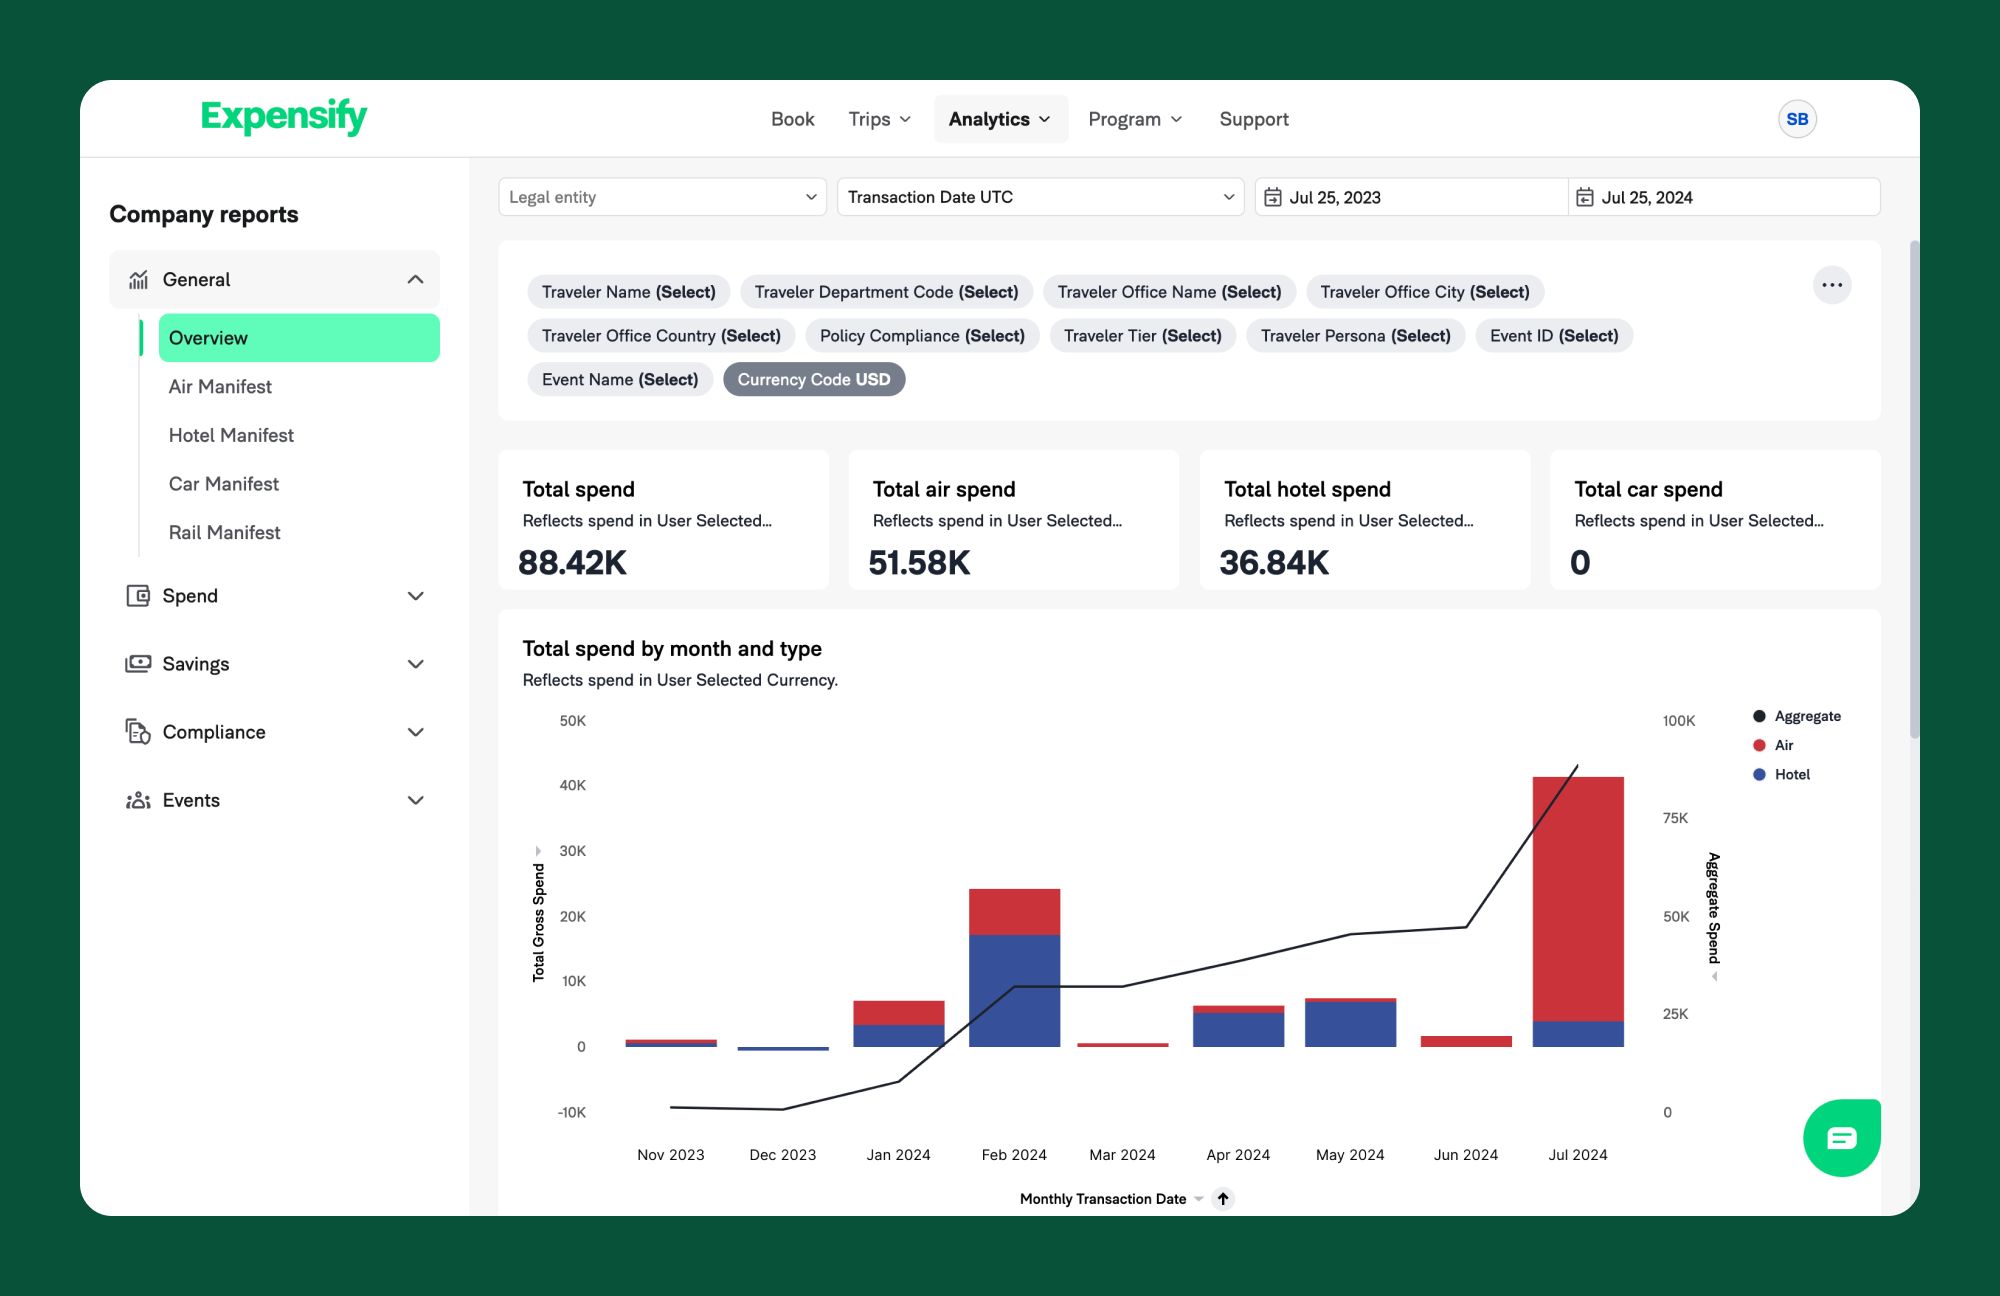 Expensify
Book Trips Analytics Program Support
SB
Company reports
General
Overview
Air Manifest
Hotel Manifest
Car Manifest
Rail Manifest
Spend
Savings
Compliance
Events
Legal entity
Transaction Date UTC
Jul 25, 2023
Jul 25, 2024
Traveler Name (Select) Traveler Department Code (Select) Traveler Office Name (Select) Traveler Office City (Select)
Traveler Office Country (Select) Policy Compliance (Select) Traveler Tier (Select) Traveler Persona (Select) Event ID (Select)
Event Name (Select) Currency Code USD
Total spend
Reflects spend in User Selected...
88.42K
Total air spend
Reflects spend in User Selected...
51.58K
Total hotel spend
Reflects spend in User Selected...
36.84K
Total car spend
Reflects spend in User Selected...
0
Total spend by month and type
Reflects spend in User Selected Currency.
Total Gross Spend
50K
40K
30K
20K
10K
0
-10K
100K
75K
50K
25K
0
Aggregate Spend
Aggregate
Air
Hotel
Nov 2023 Dec 2023 Jan 2024 Feb 2024 Mar 2024 Apr 2024 May 2024 Jun 2024 Jul 2024
Monthly Transaction Date